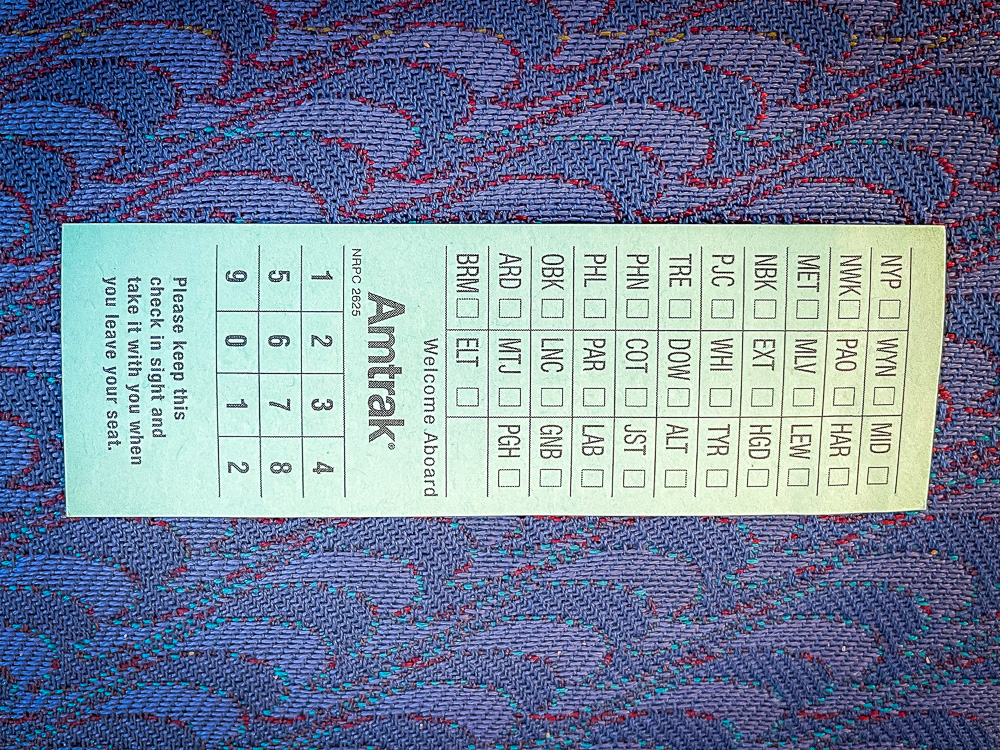 NYP WYN MID
NWK PAO HAR
MET MLV LEW
NBK EXT HGD
PJC WHI TYR
TRE DOW ALT
PHN COT JST
PHL PAR LAB
OBK LNC GNB
ARD MTJ PGH
BRM ELT
Welcome Aboard
Amtrak®
NRPC 2625
1 2 3 4
5 6 7 8
9 0 1 2
Please keep this
check in sight and
take it with you when
you leave your seat.